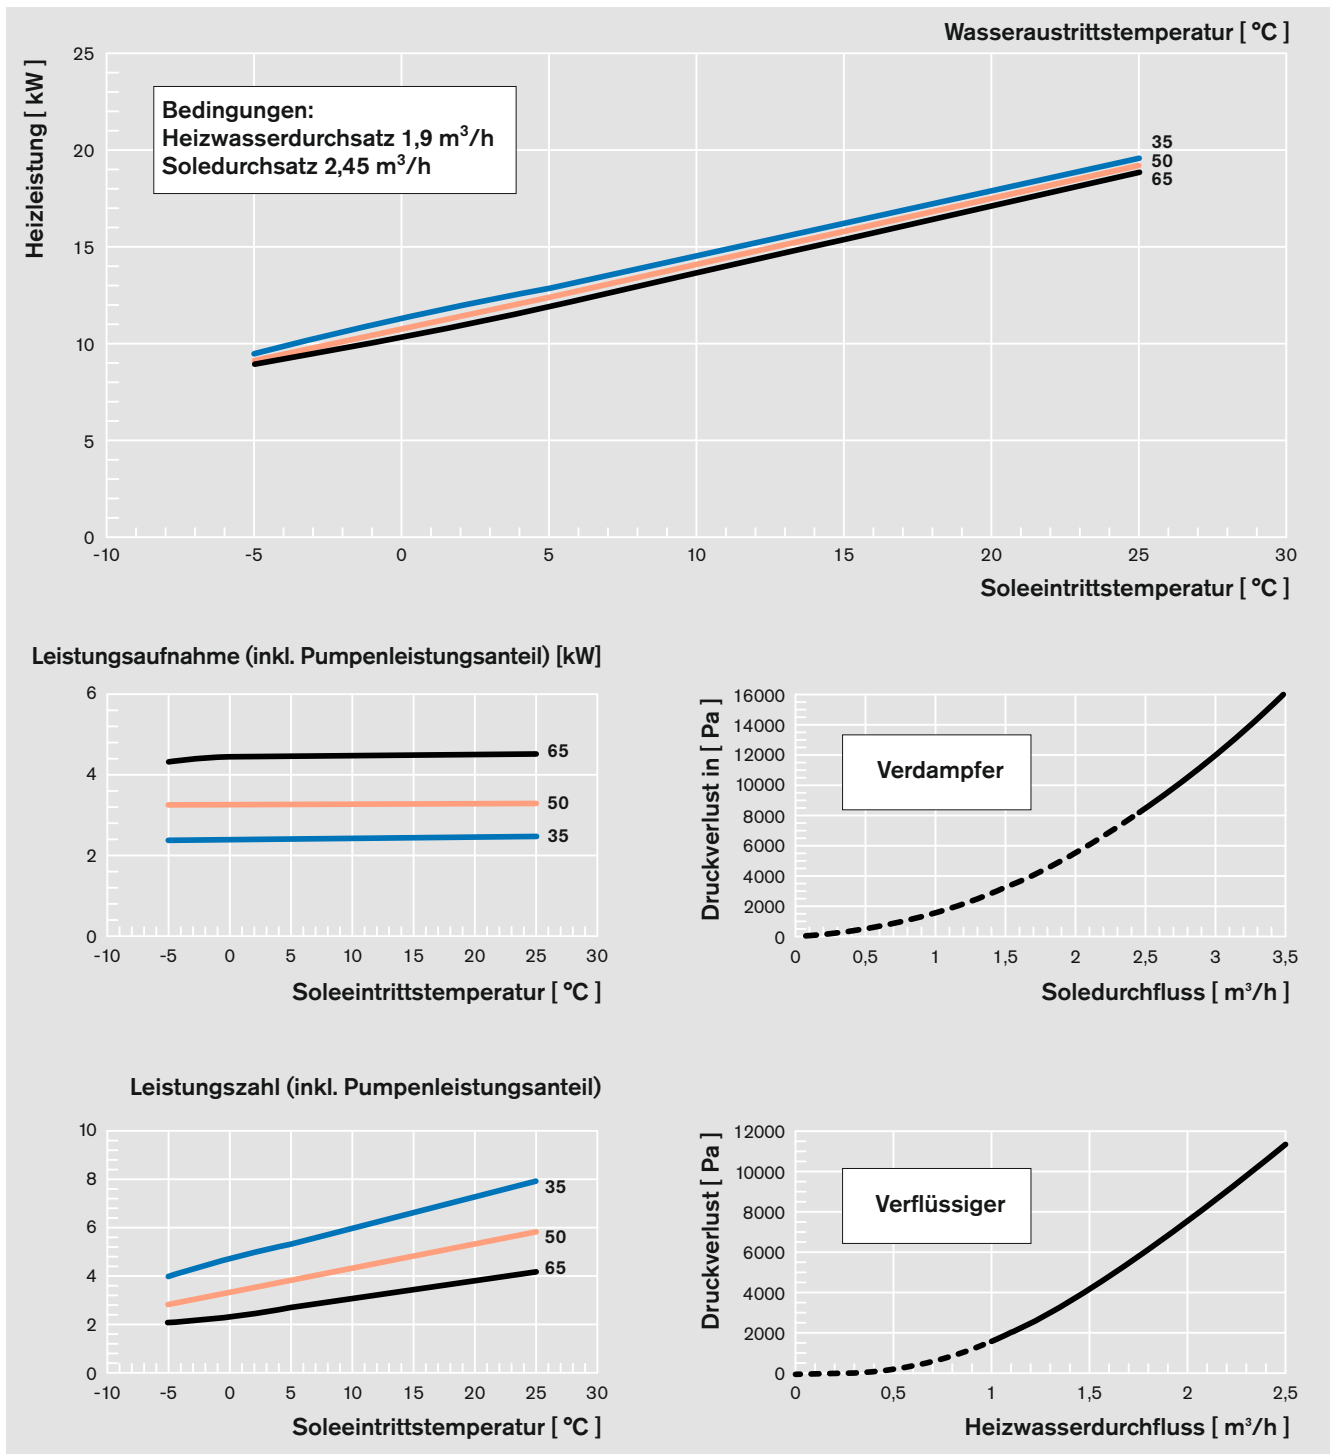 Wasseraustrittstemperatur [ °C ]
Heizleistung [ kW ]
25
20
15
10
5
0
Bedingungen:
Heizwasserdurchsatz 1,9 m³/h
Soledurchsatz 2,45 m³/h
35
50
65
-10 -5 0 5 10 15 20 25 30
Soleeintrittstemperatur [ °C ]
Leistungsaufnahme (inkl. Pumpenleistungsanteil) [kW]
6
4
2
0
65
50
35
-10 -5 0 5 10 15 20 25 30
Soleeintrittstemperatur [ °C ]
Druckverlust in [ Pa ]
16000
14000
12000
10000
8000
6000
4000
2000
0
Verdampfer
0 0,5 1 1,5 2 2,5 3 3,5
Soledurchfluss [ m³/h ]
Leistungszahl (inkl. Pumpenleistungsanteil)
10
8
6
4
2
0
35
50
65
-10 -5 0 5 10 15 20 25 30
Soleeintrittstemperatur [ °C ]
Druckverlust [ Pa ]
12000
10000
8000
6000
4000
2000
0
Verflüssiger
0 0,5 1 1,5 2 2,5
Heizwasserdurchfluss [ m³/h ]